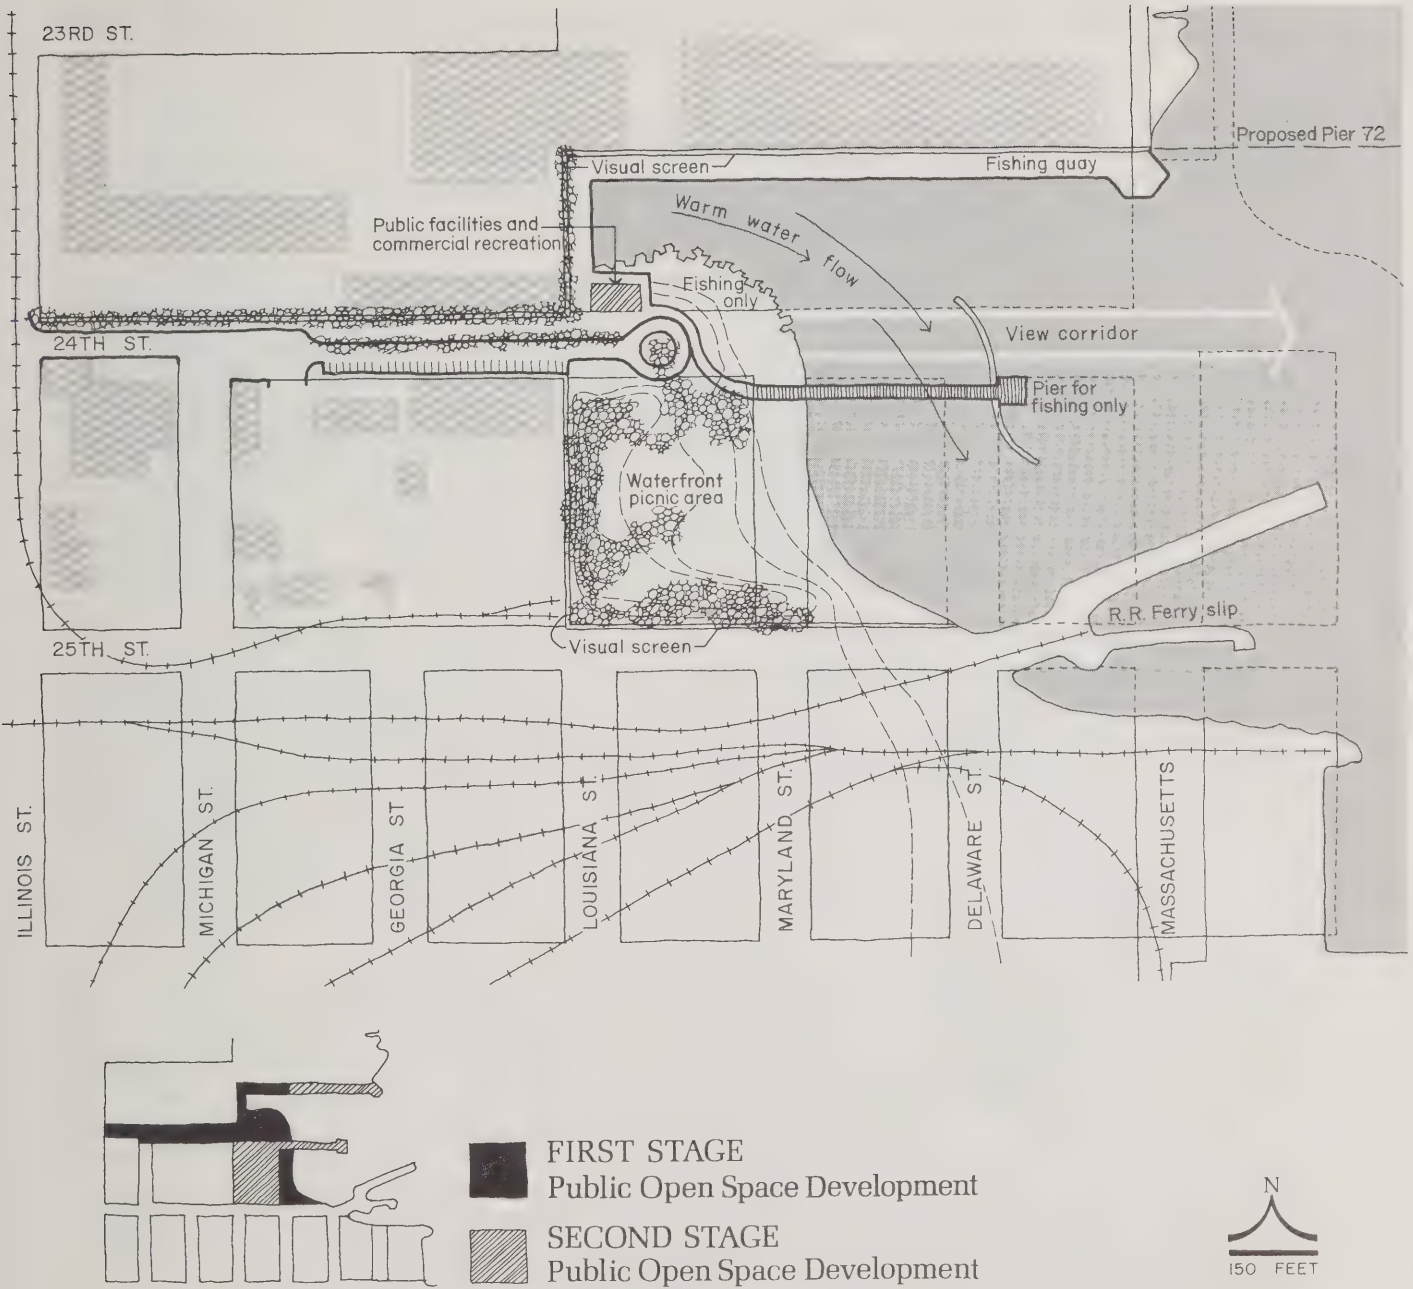 23RD ST.
Proposed Pier 72
Visual screen
Fishing quay
Public facilities and
commercial recreation
Warm water flow
Fishing
only
View corridor
24TH ST.
Pier for
fishing only
Waterfront
picnic area
R.R. Ferry slip
25TH ST.
Visual screen
ILLINOIS ST.
MICHIGAN ST.
GEORGIA ST
LOUISIANA ST.
MARYLAND ST.
DELAWARE ST.
MASSACHUSETTS
FIRST STAGE
Public Open Space Development
SECOND STAGE
Public Open Space Development
N
150 FEET